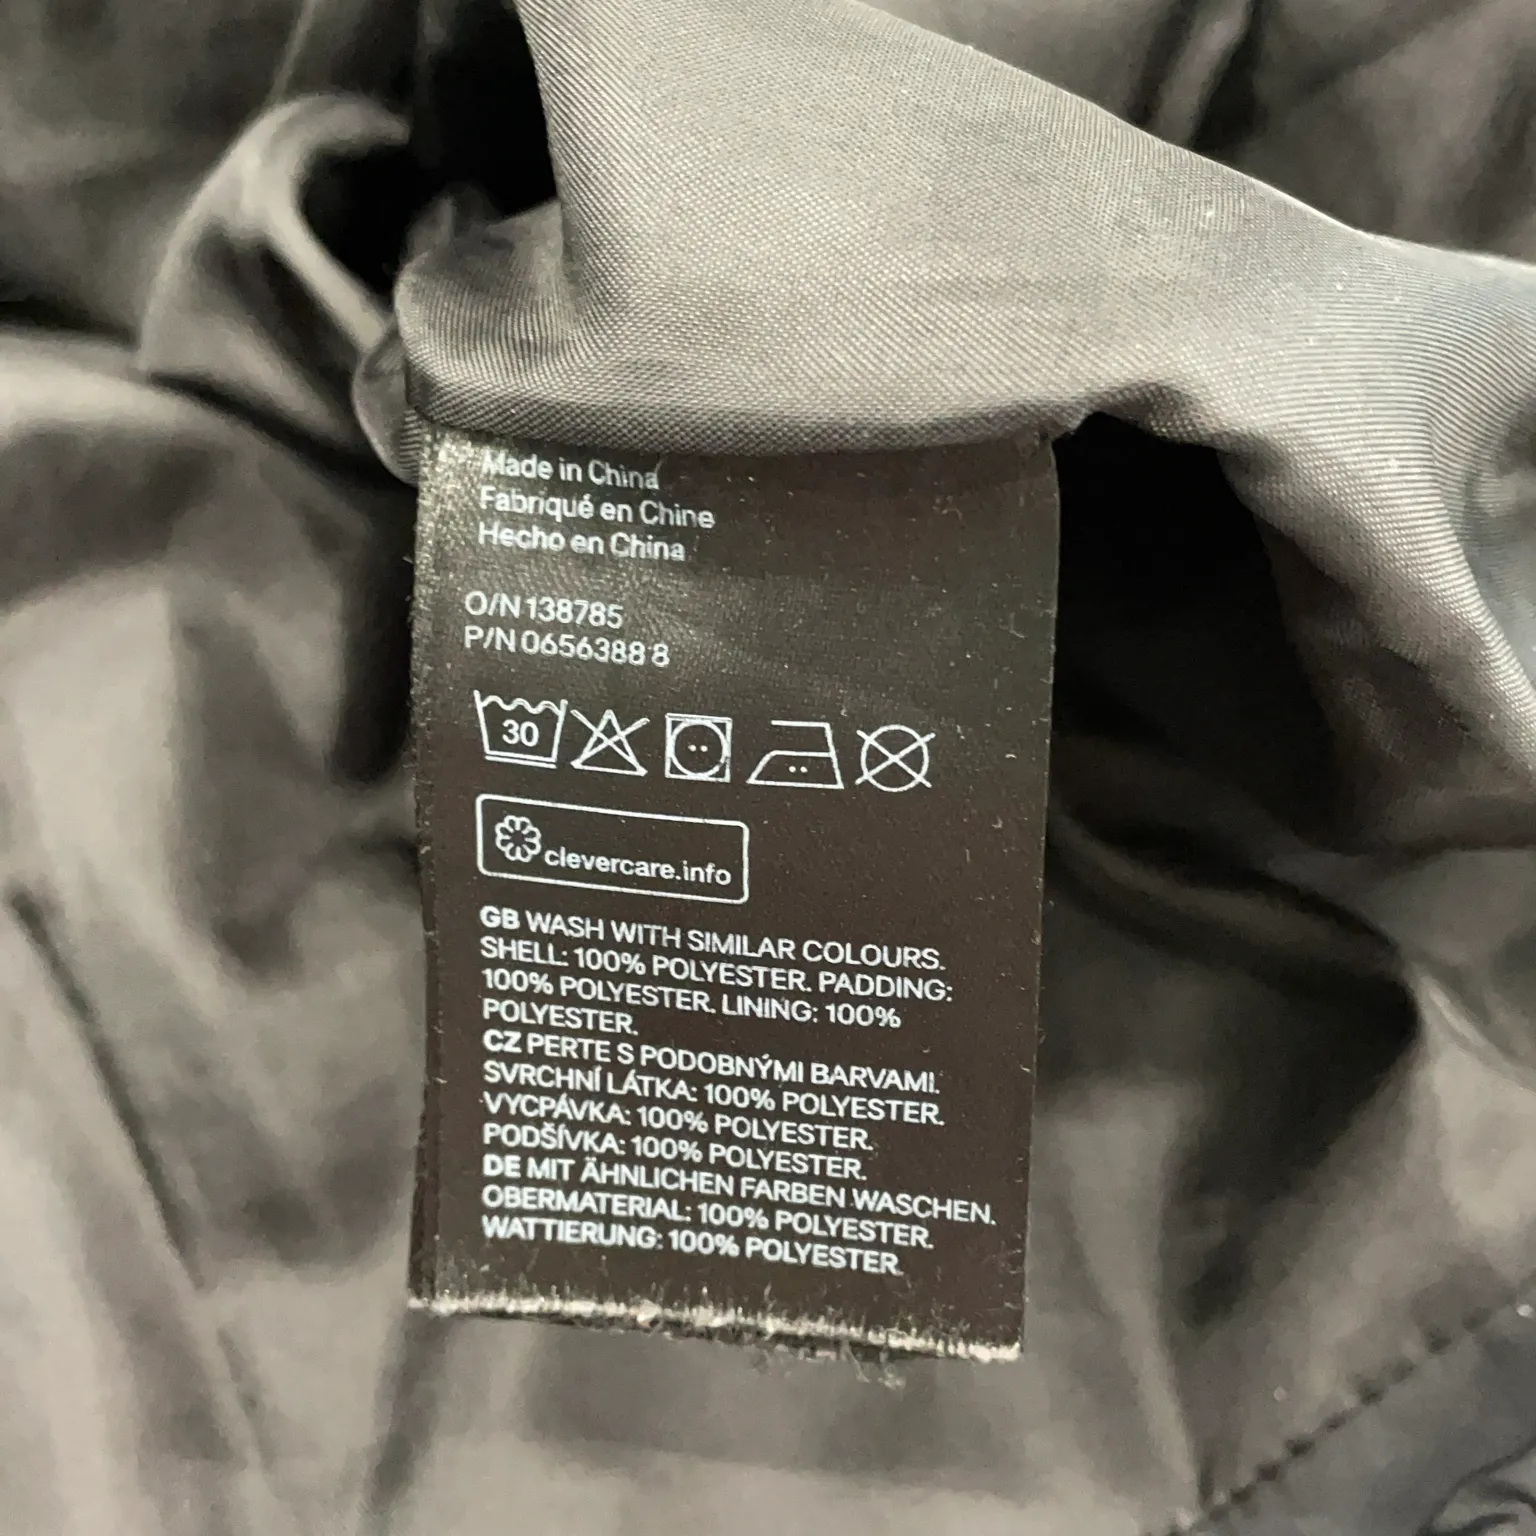 Made in China
Fabriqué en Chine
Hecho en China
O/N 138785
P/N 0656388 8
30
clevercare.info
GB WASH WITH SIMILAR COLOURS.
SHELL: 100% POLYESTER. PADDING:
100% POLYESTER. LINING: 100%
POLYESTER.
CZ PERTE S PODOBNÝMI BARVAMI.
SVRCHNÍ LÁTKA: 100% POLYESTER.
VYCPÁVKA: 100% POLYESTER.
PODŠÍVKA: 100% POLYESTER.
DE MIT ÄHNLICHEN FARBEN WASCHEN.
OBERMATERIAL: 100% POLYESTER.
WATTIERUNG: 100% POLYESTER.